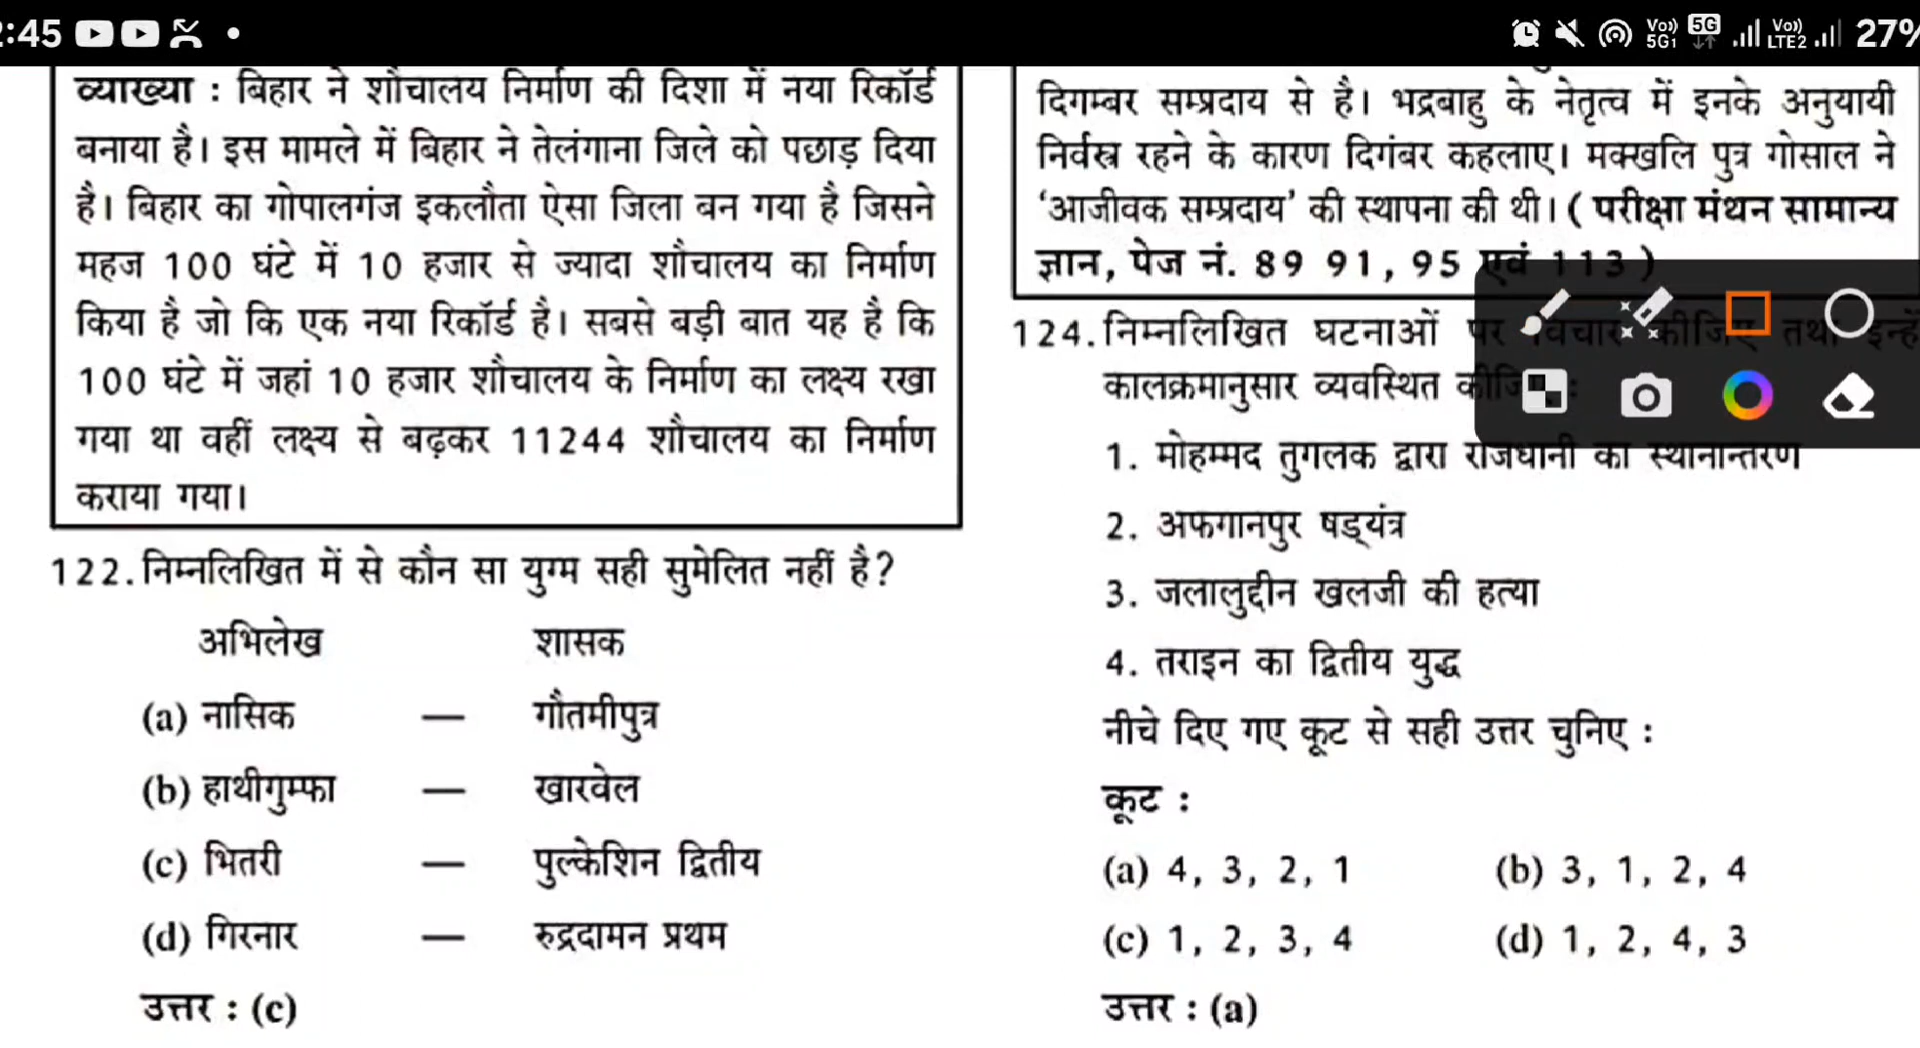 :45
Vo)) 5G1 5G Vo)) LTE2 27%
व्याख्या : बिहार ने शौचालय निर्माण की दिशा में नया रिकॉर्ड
बनाया है। इस मामले में बिहार ने तेलंगाना जिले को पछाड़ दिया
है। बिहार का गोपालगंज इकलौता ऐसा जिला बन गया है जिसने
महज 100 घंटे में 10 हजार से ज्यादा शौचालय का निर्माण
किया है जो कि एक नया रिकॉर्ड है। सबसे बड़ी बात यह है कि
100 घंटे में जहां 10 हजार शौचालय के निर्माण का लक्ष्य रखा
गया था वहीं लक्ष्य से बढ़कर 11244 शौचालय का निर्माण
कराया गया।
122. निम्नलिखित में से कौन सा युग्म सही सुमेलित नहीं है?
अभिलेख शासक
(a) नासिक — गौतमीपुत्र
(b) हाथीगुम्फा — खारवेल
(c) भितरी — पुल्केशिन द्वितीय
(d) गिरनार — रुद्रदामन प्रथम
उत्तर : (c)
दिगम्बर सम्प्रदाय से है। भद्रबाहु के नेतृत्व में इनके अनुयायी
निर्वस्त्र रहने के कारण दिगंबर कहलाए। मक्खलि पुत्र गोसाल ने
‘आजीवक सम्प्रदाय’ की स्थापना की थी। ( परीक्षा मंथन सामान्य
ज्ञान, पेज नं. 89 91, 95 एवं 113 )
124. निम्नलिखित घटनाओं पर विचार कीजिए तथा इन्हें
कालक्रमानुसार व्यवस्थित कीजिए :
1. मोहम्मद तुगलक द्वारा राजधानी का स्थानान्तरण
2. अफगानपुर षड्यंत्र
3. जलालुद्दीन खलजी की हत्या
4. तराइन का द्वितीय युद्ध
नीचे दिए गए कूट से सही उत्तर चुनिए :
कूट :
(a) 4, 3, 2, 1 (b) 3, 1, 2, 4
(c) 1, 2, 3, 4 (d) 1, 2, 4, 3
उत्तर : (a)